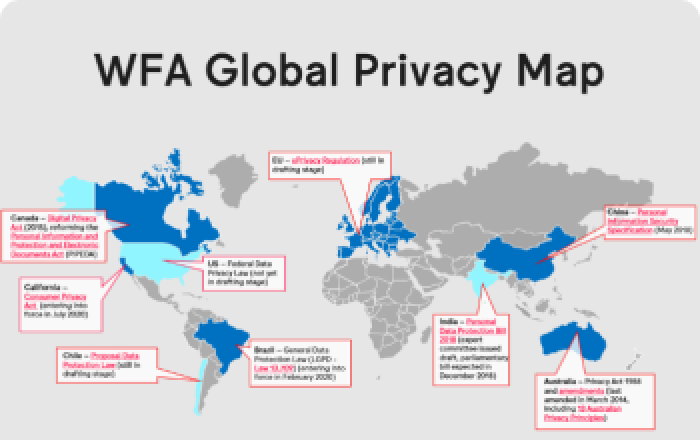 WFA Global Privacy Map
EU – ePrivacy Regulation (still in
drafting stage)
Canada – Digital Privacy
Act (2015), reforming the
Personal Information and
Protection and Electronic
Documents Act (PIPEDA)
China – Personal
Information Security
Specification (May 2018)
US – Federal Data
Privacy Law (not yet
in drafting stage)
California –
Consumer Privacy
Act (entering into
force in July 2020)
India – Personal
Data Protection Bill
2018 (expert
committee issued
draft, parliamentary
bill expected in
December 2018)
Chile – Proposal Data
Protection Law (still in
drafting stage)
Brazil – General Data
Protection Law (LGPD -
Law 13,709) (entering into
force in February 2020)
Australia – Privacy Act 1988
and amendments (last
amended in March 2014,
including 13 Australian
Privacy Principles)